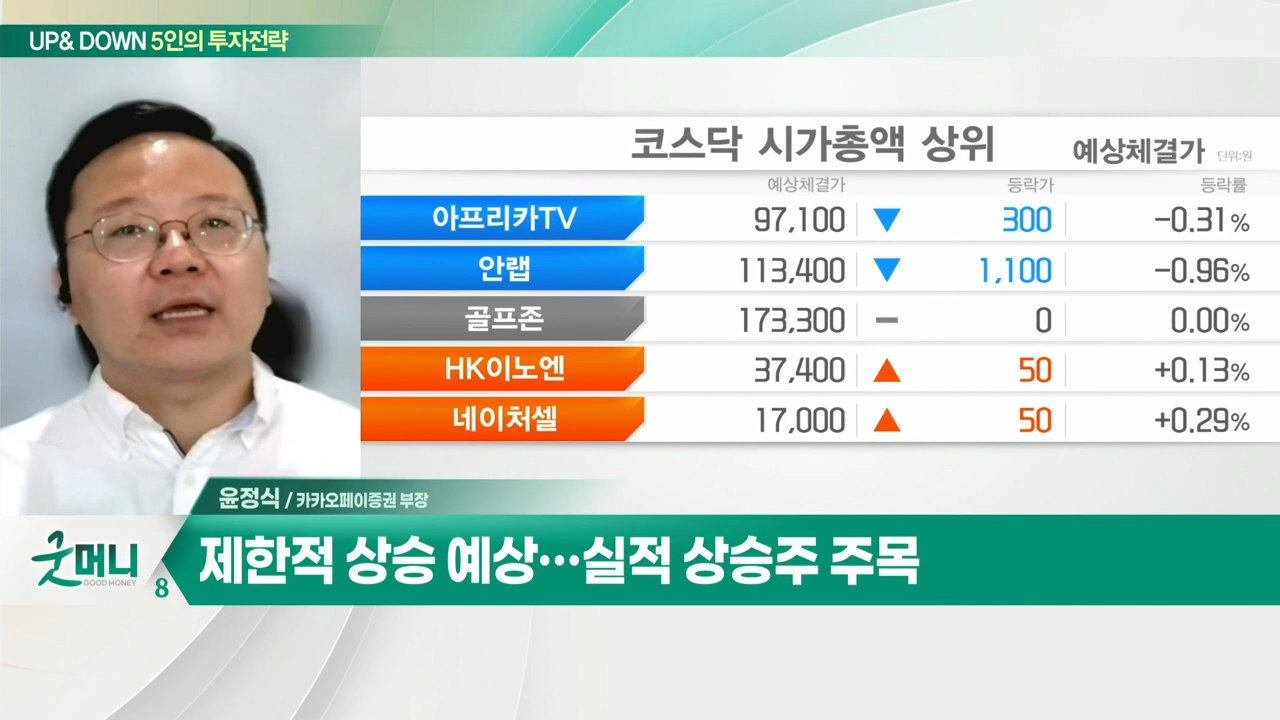 UP& DOWN 5인의 투자전략
코스닥 시가총액 상위 예상체결가 단위:원
예상체결가 등락가 등락률
아프리카TV 97,100 ▼ 300 -0.31%
안랩 113,400 ▼ 1,100 -0.96%
골프존 173,300 - 0 0.00%
HK이노엔 37,400 ▲ 50 +0.13%
네이처셀 17,000 ▲ 50 +0.29%
윤정식 / 카카오페이증권 부장
굿머니
GOOD MONEY
8
제한적 상승 예상…실적 상승주 주목